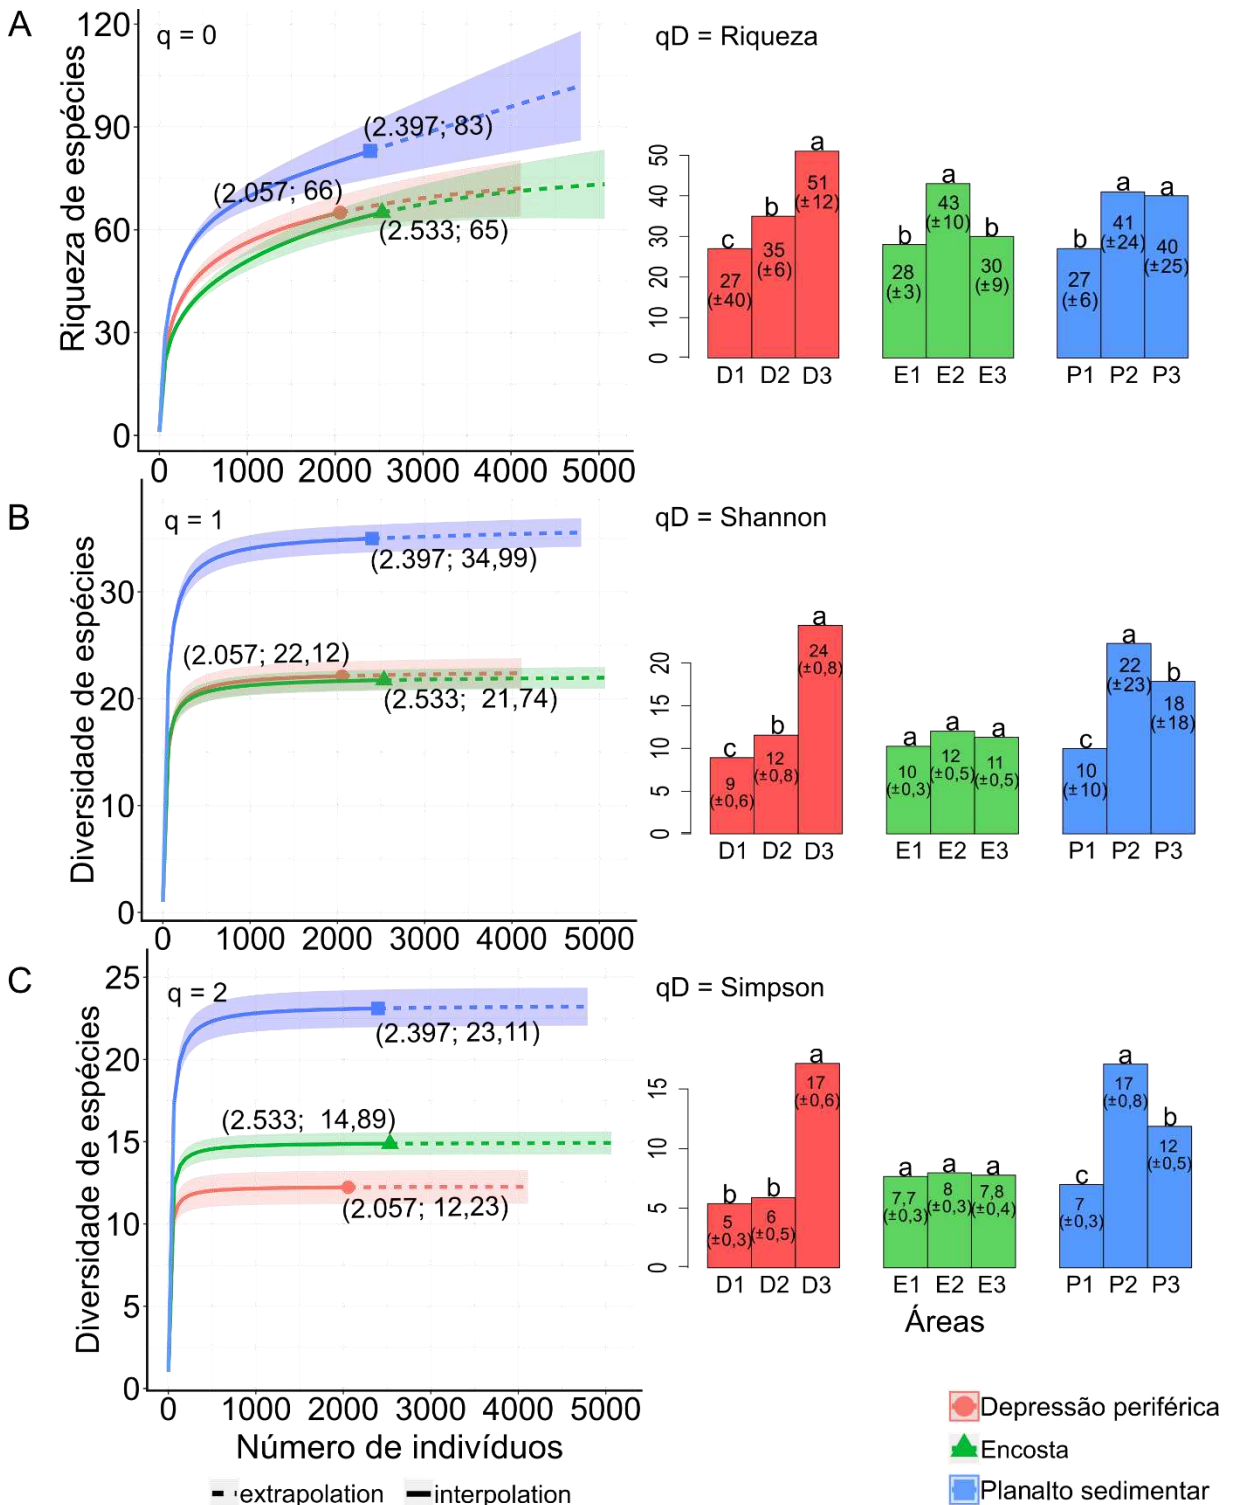 A
q = 0
qD = Riqueza
Riqueza de espécies
120
90
60
30
0
(2.397; 83)
(2.057; 66)
(2.533; 65)
0 1000 2000 3000 4000 5000
50
40
30
20
10
0
c b a
27 35 51
(±40) (±6) (±12)
D1 D2 D3
b a b
28 43 30
(±3) (±10) (±9)
E1 E2 E3
b a a
27 41 40
(±6) (±24) (±25)
P1 P2 P3
B
q = 1
qD = Shannon
Diversidade de espécies
30
20
10
0
(2.397; 34,99)
(2.057; 22,12)
(2.533; 21,74)
0 1000 2000 3000 4000 5000
20
15
10
5
0
c b a
9 12 24
(±0,6) (±0,8) (±0,8)
D1 D2 D3
a a a
10 12 11
(±0,3) (±0,5) (±0,5)
E1 E2 E3
c a b
10 22 18
(±10) (±23) (±18)
P1 P2 P3
C
q = 2
qD = Simpson
Diversidade de espécies
25
20
15
10
5
0
(2.397; 23,11)
(2.533; 14,89)
(2.057; 12,23)
0 1000 2000 3000 4000 5000
Número de indivíduos
15
10
5
0
b b a
5 6 17
(±0,3) (±0,5) (±0,6)
D1 D2 D3
a a a
7,7 8 7,8
(±0,3) (±0,3) (±0,4)
E1 E2 E3
c a b
7 17 12
(±0,3) (±0,8) (±0,5)
P1 P2 P3
Áreas
extrapolation interpolation
Depressão periférica
Encosta
Planalto sedimentar